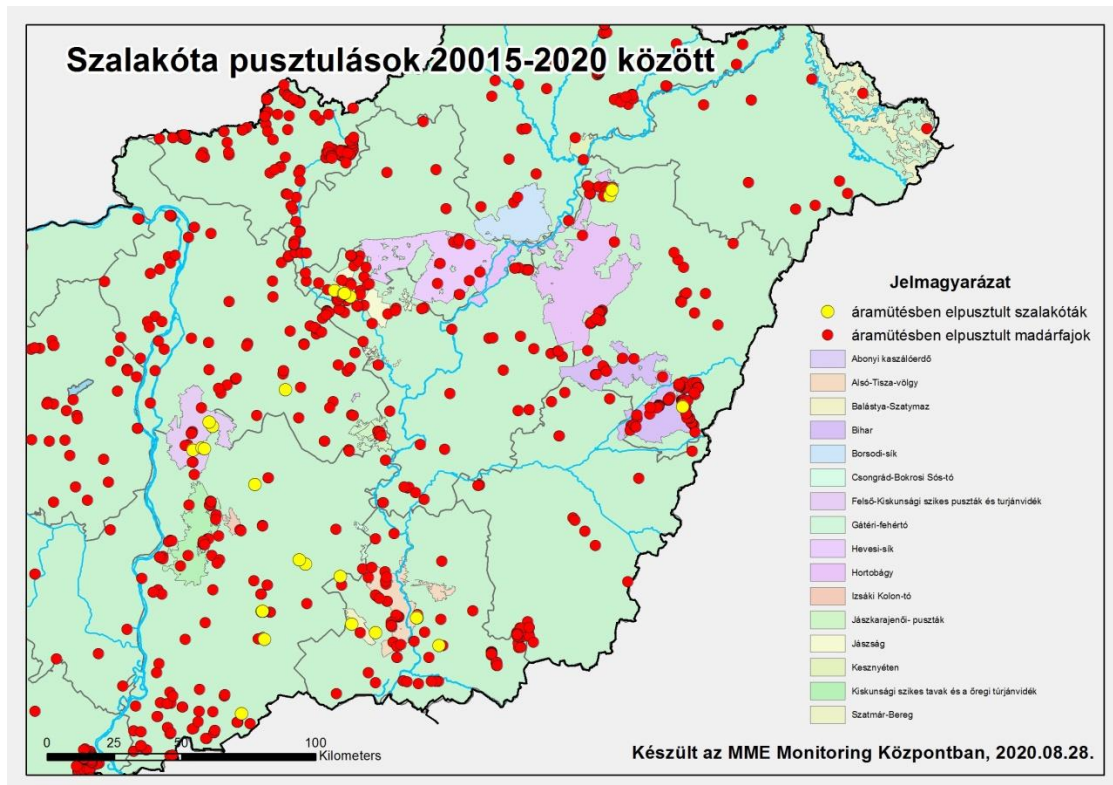 Szalakóta pusztulások 20015-2020 között
Jelmagyarázat
áramütésben elpusztult szalakóták
áramütésben elpusztult madárfajok
Abonyi kaszálóerdő
Alsó-Tisza-völgy
Balástya-Szatymaz
Bihar
Borsodi-sík
Csongrád-Bokrosi Sós-tó
Felső-Kiskunsági szikes puszták és turjánvidék
Gátéri-fehértó
Hevesi-sík
Hortobágy
Izsáki Kolon-tó
Jászkarajenői- puszták
Jászság
Kesznyéten
Kiskunsági szikes tavak és a őregi túrjánvidék
Szatmár-Bereg
0 25 50 100
Kilometers
Készült az MME Monitoring Központban, 2020.08.28.